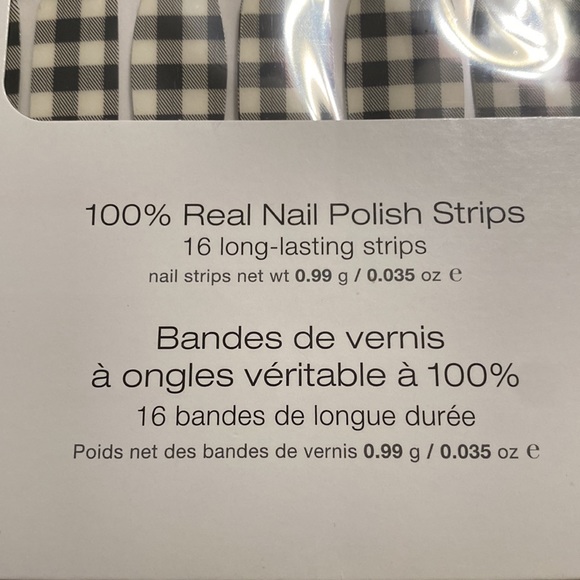 100% Real Nail Polish Strips
16 long-lasting strips
nail strips net wt 0.99 g / 0.035 oz ℮
Bandes de vernis
à ongles véritable à 100%
16 bandes de longue durée
Poids net des bandes de vernis 0.99 g / 0.035 oz ℮